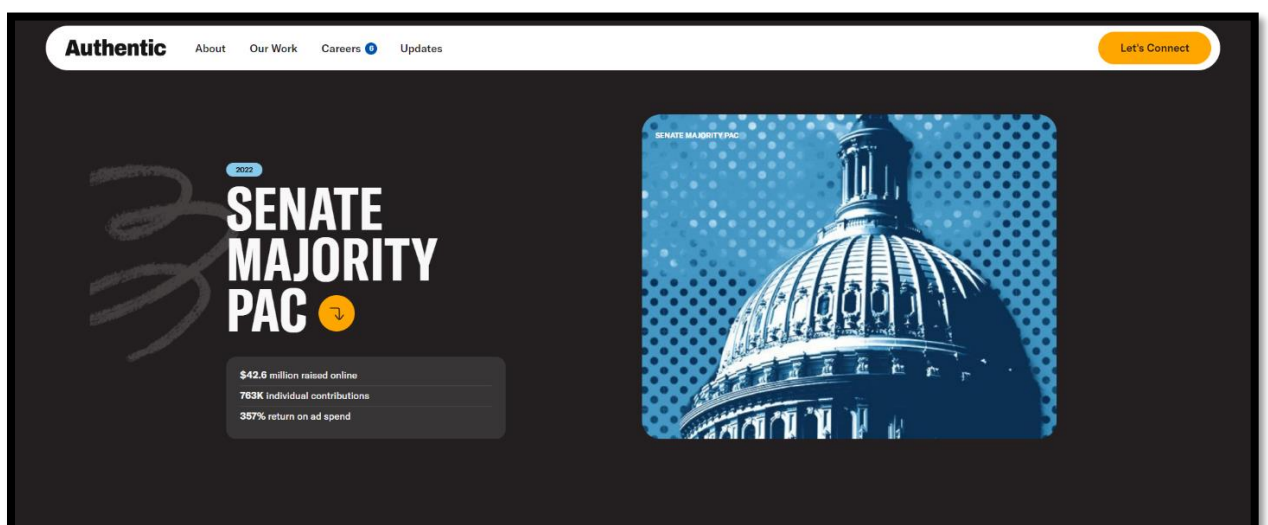 Authentic About Our Work Careers 6 Updates Let's Connect
SENATE MAJORITY PAC
2022
SENATE
MAJORITY
PAC
$42.6 million raised online
763K individual contributions
357% return on ad spend